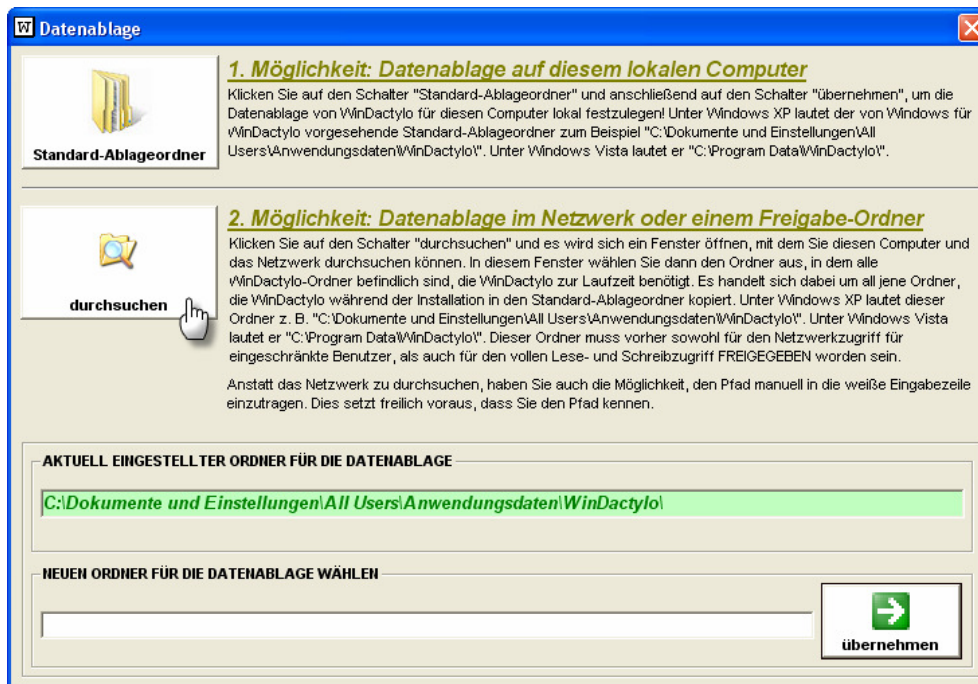 Datenablage
Standard-Ablageordner
1. Möglichkeit: Datenablage auf diesem lokalen Computer
Klicken Sie auf den Schalter "Standard-Ablageordner" und anschließend auf den Schalter "übernehmen", um die
Datenablage von WinDactylo für diesen Computer lokal festzulegen! Unter Windows XP lautet der von Windows für
WinDactylo vorgesehende Standard-Ablageordner zum Beispiel "C:\Dokumente und Einstellungen\All
Users\Anwendungsdaten\WinDactylo\". Unter Windows Vista lautet er "C:\Program Data\WinDactylo\".
durchsuchen
2. Möglichkeit: Datenablage im Netzwerk oder einem Freigabe-Ordner
Klicken Sie auf den Schalter "durchsuchen" und es wird sich ein Fenster öffnen, mit dem Sie diesen Computer und
das Netzwerk durchsuchen können. In diesem Fenster wählen Sie dann den Ordner aus, in dem alle
WinDactylo-Ordner befindlich sind, die WinDactylo zur Laufzeit benötigt. Es handelt sich dabei um all jene Ordner,
die WinDactylo während der Installation in den Standard-Ablageordner kopiert. Unter Windows XP lautet dieser
Ordner z. B. "C:\Dokumente und Einstellungen\All Users\Anwendungsdaten\WinDactylo\". Unter Windows Vista
lautet er "C:\Program Data\WinDactylo\". Dieser Ordner muss vorher sowohl für den Netzwerkzugriff für
eingeschränkte Benutzer, als auch für den vollen Lese- und Schreibzugriff FREIGEGEBEN worden sein.
Anstatt das Netzwerk zu durchsuchen, haben Sie auch die Möglichkeit, den Pfad manuell in die weiße Eingabezeile
einzutragen. Dies setzt freilich voraus, dass Sie den Pfad kennen.
AKTUELL EINGESTELLTER ORDNER FÜR DIE DATENABLAGE
C:\Dokumente und Einstellungen\All Users\Anwendungsdaten\WinDactylo\
NEUEN ORDNER FÜR DIE DATENABLAGE WÄHLEN
übernehmen